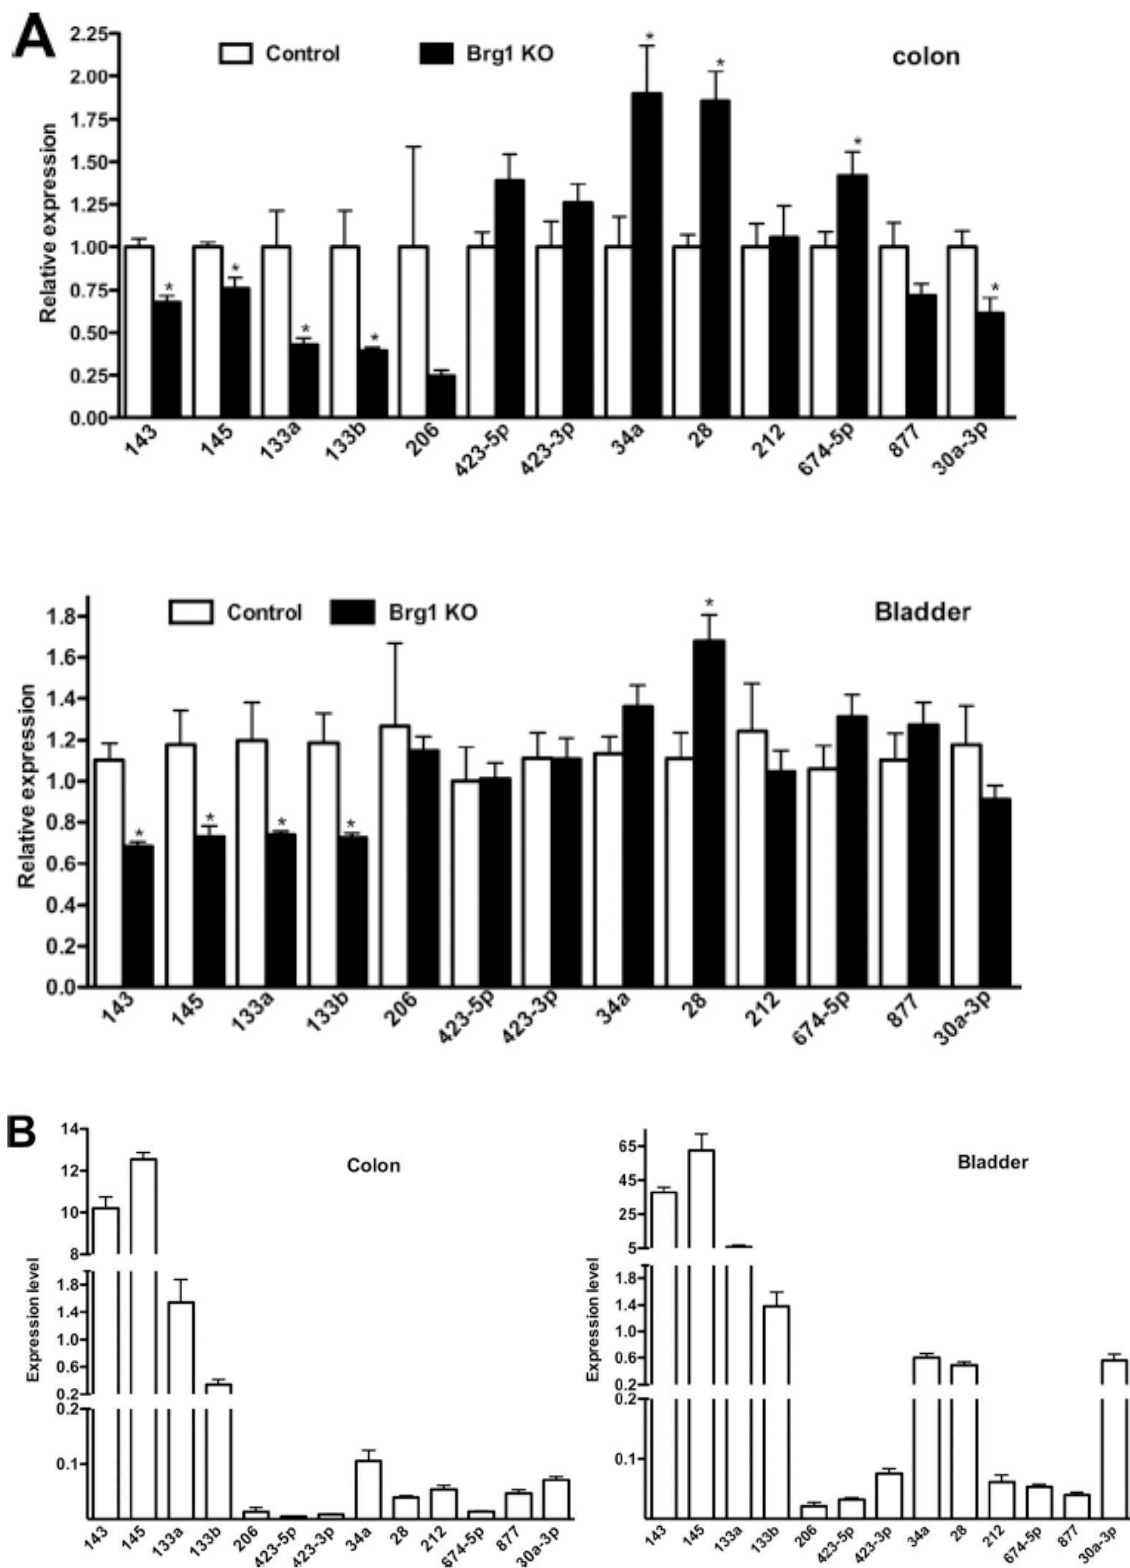 A
Control Brg1 KO colon
Relative expression
2.25
2.00
1.75
1.50
1.25
1.00
0.75
0.50
0.25
0.00
* * * * * * * *
143 145 133a 133b 206 423-5p 423-3p 34a 28 212 674-5p 877 30a-3p
Control Brg1 KO Bladder
Relative expression
1.8
1.6
1.4
1.2
1.0
0.8
0.6
0.4
0.2
0.0
* * * * *
143 145 133a 133b 206 423-5p 423-3p 34a 28 212 674-5p 877 30a-3p
B
Colon
Expression level
14
12
10
8
1.8
1.4
1.0
0.6
0.2
0.2
0.1
143 145 133a 133b 206 423-5p 423-3p 34a 28 212 674-5p 877 30a-3p
Bladder
Expression level
65
45
25
5
1.8
1.4
1.0
0.6
0.2
0.2
0.1
143 145 133a 133b 206 423-5p 423-3p 34a 28 212 674-5p 877 30a-3p